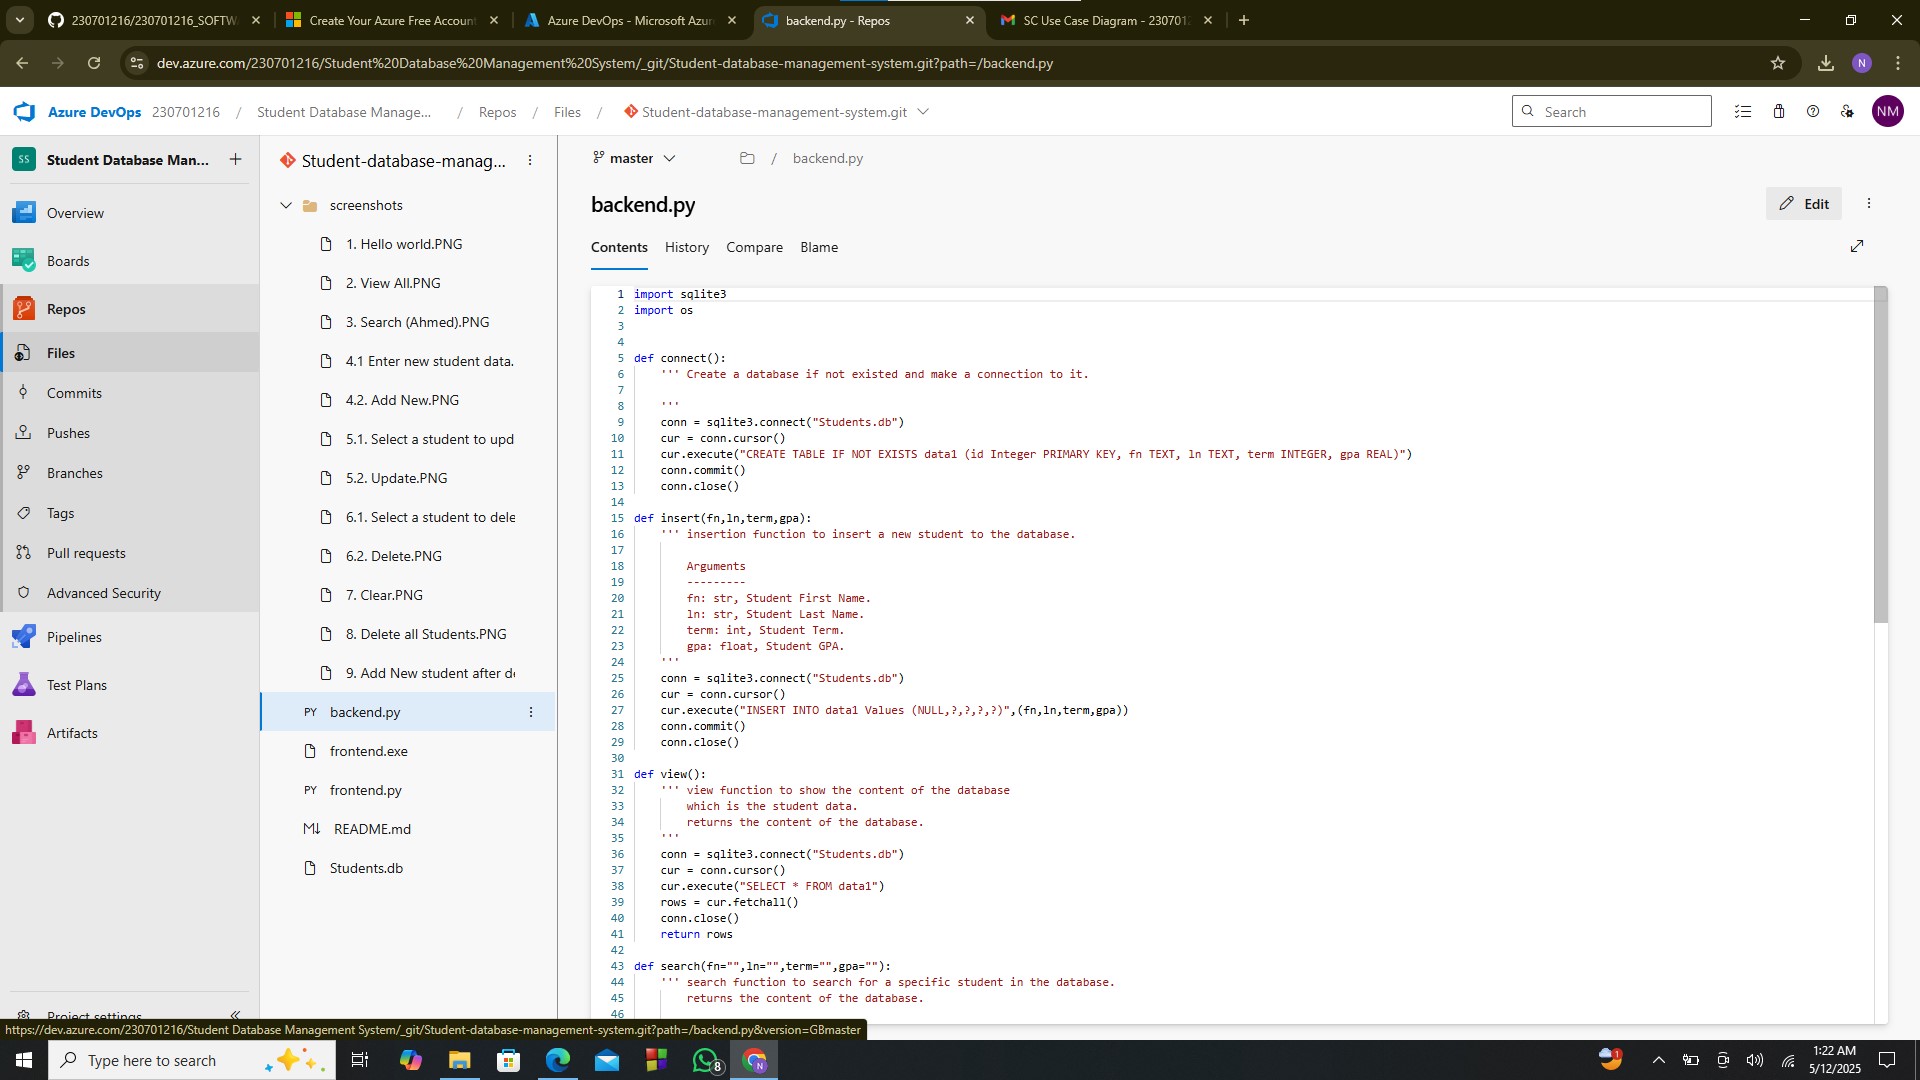 230701216/230701216_SOFTW
Create Your Azure Free Account
Azure DevOps - Microsoft Azur
backend.py - Repos
SC Use Case Diagram - 230701
dev.azure.com/230701216/Student%20Database%20Management%20System/_git/Student-database-management-system.git?path=/backend.py
N
Azure DevOps 230701216 / Student Database Manage... / Repos / Files / Student-database-management-system.git
Search
NM
SS Student Database Man... +
Overview
Boards
Repos
Files
Commits
Pushes
Branches
Tags
Pull requests
Advanced Security
Pipelines
Test Plans
Artifacts
Project settings
Student-database-manag...
screenshots
1. Hello world.PNG
2. View All.PNG
3. Search (Ahmed).PNG
4.1 Enter new student data.
4.2. Add New.PNG
5.1. Select a student to upd
5.2. Update.PNG
6.1. Select a student to dele
6.2. Delete.PNG
7. Clear.PNG
8. Delete all Students.PNG
9. Add New student after de
PY backend.py
frontend.exe
PY frontend.py
M↓ README.md
Students.db
master / backend.py
backend.py
Edit
Contents History Compare Blame
1 import sqlite3
2 import os
3
4
5 def connect():
6     ''' Create a database if not existed and make a connection to it.
7
8     '''
9     conn = sqlite3.connect("Students.db")
10     cur = conn.cursor()
11     cur.execute("CREATE TABLE IF NOT EXISTS data1 (id Integer PRIMARY KEY, fn TEXT, ln TEXT, term INTEGER, gpa REAL)")
12     conn.commit()
13     conn.close()
14
15 def insert(fn,ln,term,gpa):
16     ''' insertion function to insert a new student to the database.
17
18         Arguments
19         ---------
20         fn: str, Student First Name.
21         ln: str, Student Last Name.
22         term: int, Student Term.
23         gpa: float, Student GPA.
24     '''
25     conn = sqlite3.connect("Students.db")
26     cur = conn.cursor()
27     cur.execute("INSERT INTO data1 Values (NULL,?,?,?,?)",(fn,ln,term,gpa))
28     conn.commit()
29     conn.close()
30
31 def view():
32     ''' view function to show the content of the database
33         which is the student data.
34         returns the content of the database.
35     '''
36     conn = sqlite3.connect("Students.db")
37     cur = conn.cursor()
38     cur.execute("SELECT * FROM data1")
39     rows = cur.fetchall()
40     conn.close()
41     return rows
42
43 def search(fn="",ln="",term="",gpa=""):
44     ''' search function to search for a specific student in the database.
45         returns the content of the database.
46
https://dev.azure.com/230701216/Student Database Management System/_git/Student-database-management-system.git?path=/backend.py&version=GBmaster
Type here to search
8
N
1
1:22 AM
5/12/2025